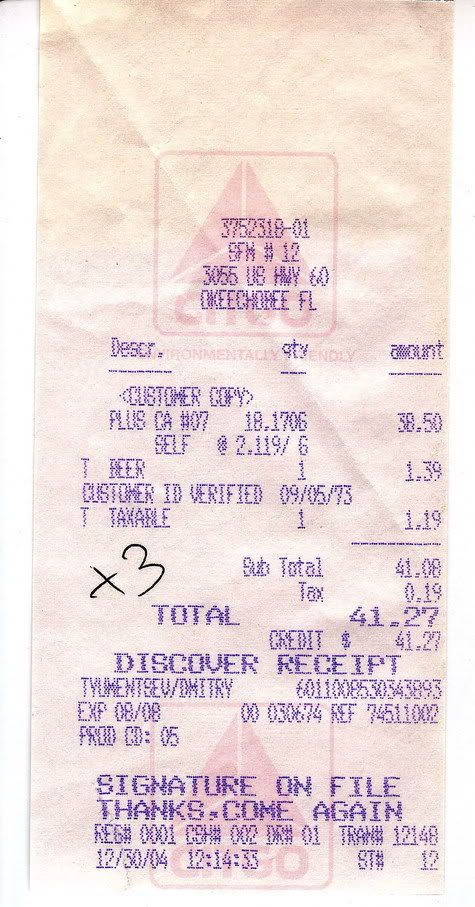 3752318-01
SFM # 12
3055 US HWY 60
OKEECHOBEE FL
CITGO
ENVIRONMENTALLY FRIENDLY
Descr. qty amount
<CUSTOMER COPY>
PLUS CA #07 18.1706 38.50
SELF @ 2.119/ G
T BEER 1 1.39
CUSTOMER ID VERIFIED 09/05/73
T TAXABLE 1 1.19
Sub Total 41.08
x3
Tax 0.19
TOTAL 41.27
CREDIT $ 41.27
DISCOVER RECEIPT
TYUMENTSEV/DMITRY 6011008530343893
EXP 08/08 00 030674 REF 74511002
PROD CD: 05
SIGNATURE ON FILE
THANKS,COME AGAIN
REG# 0001 CSH# 002 DR# 01 TRAN# 12148
12/30/04 12:14:33 ST# 12
CITGO